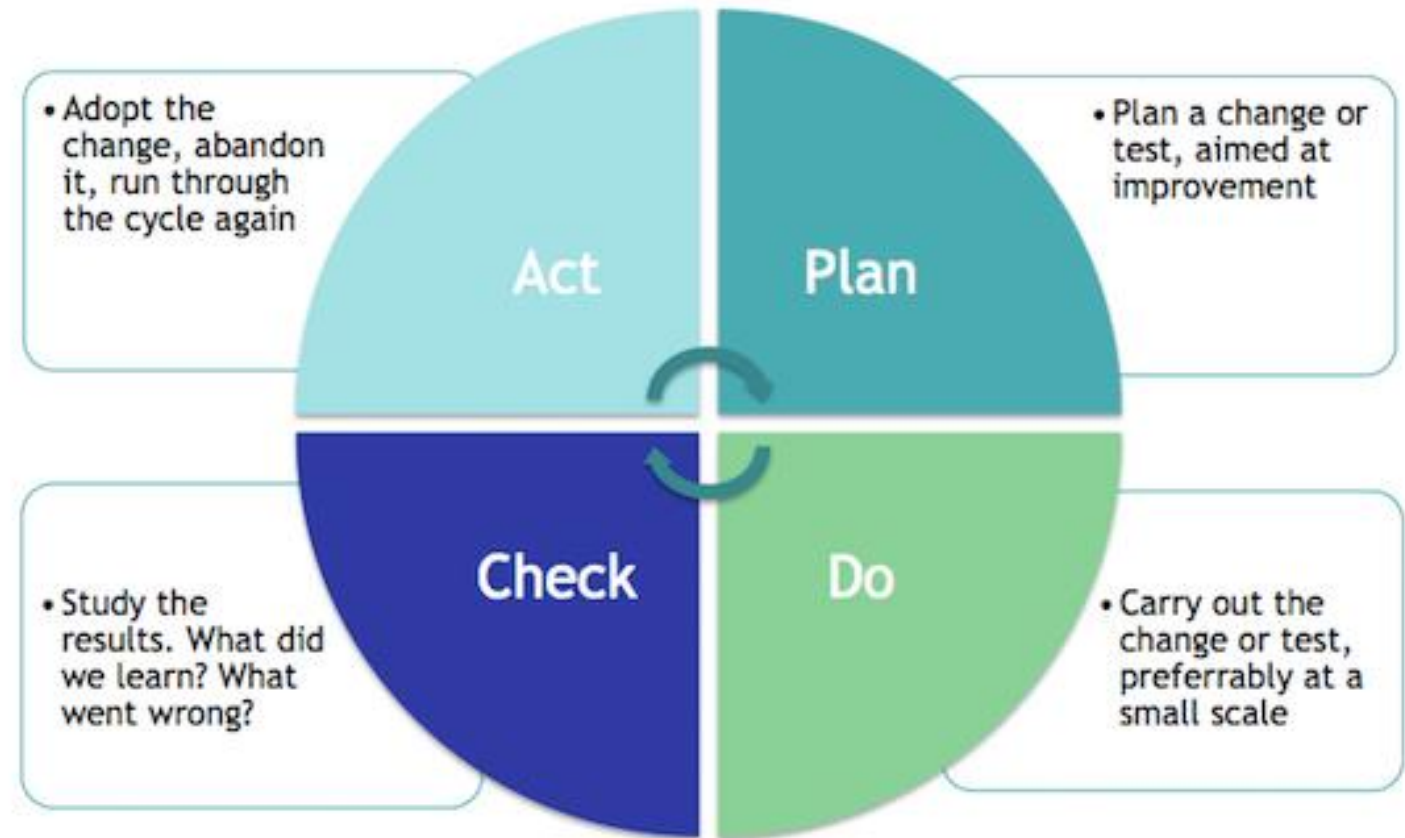 • Adopt the
change, abandon
it, run through
the cycle again
• Plan a change or
test, aimed at
improvement
Act
Plan
Check
Do
• Study the
results. What did
we learn? What
went wrong?
• Carry out the
change or test,
preferrably at a
small scale